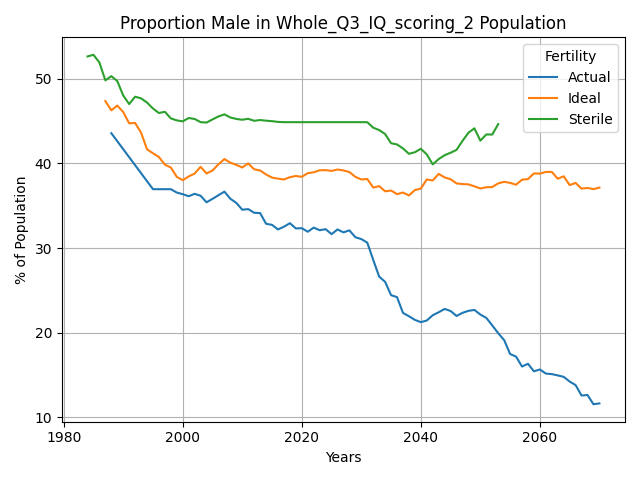 Proportion Male in Whole_Q3_IQ_scoring_2 Population
% of Population
50
40
30
20
10
Fertility
Actual
Ideal
Sterile
1980
2000
2020
2040
2060
Years